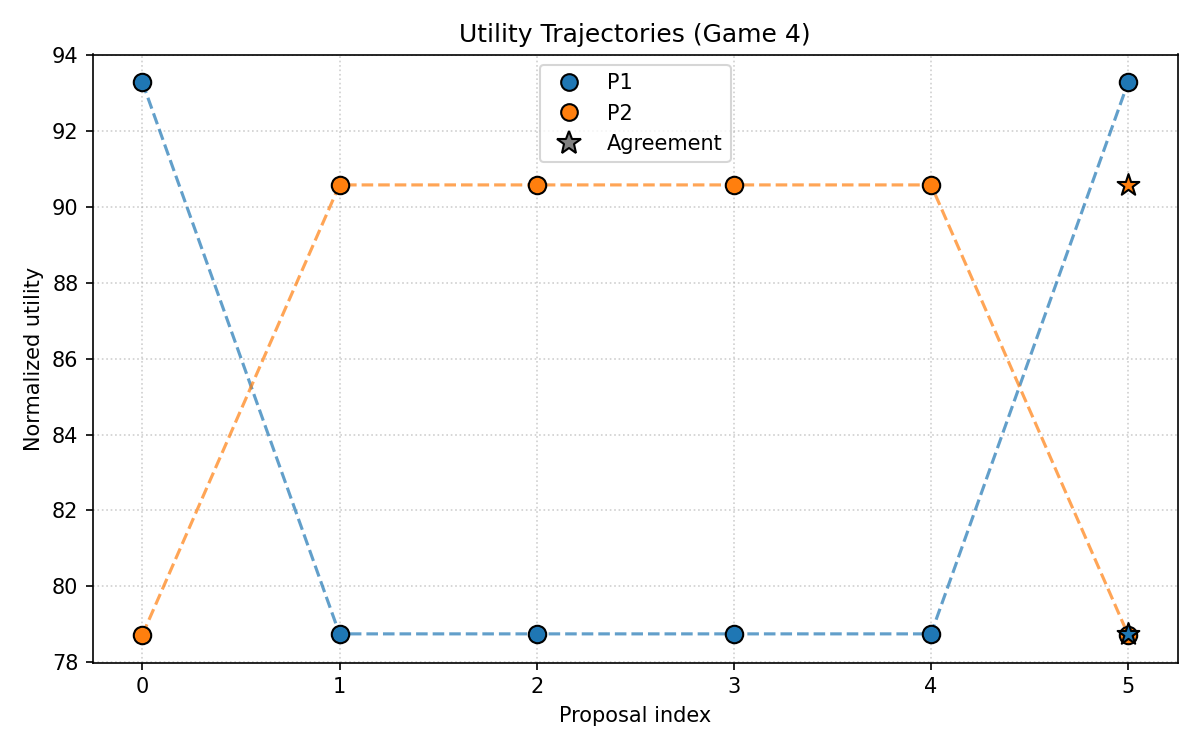 Utility Trajectories (Game 4)
94
92
90
88
86
84
82
80
78
Normalized utility
P1
P2
Agreement
0 1 2 3 4 5
Proposal index